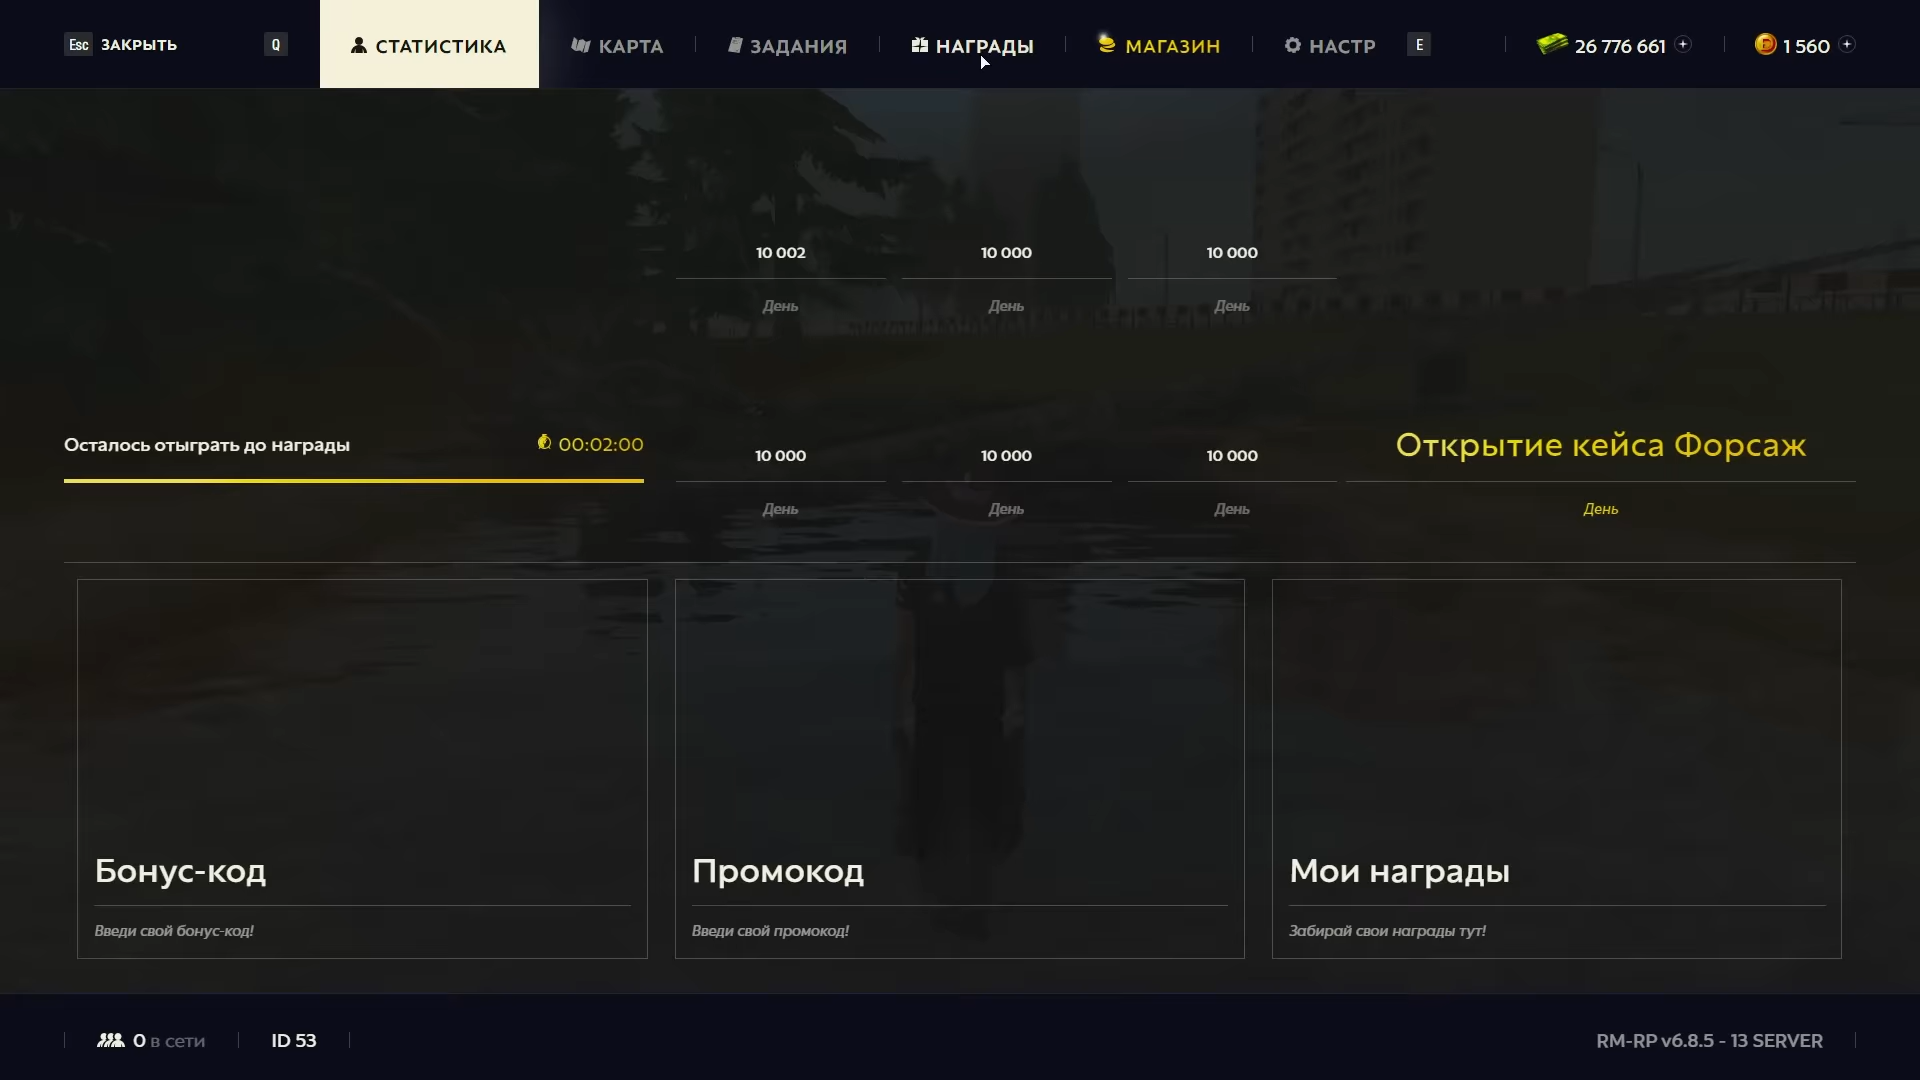 Esc ЗАКРЫТЬ Q СТАТИСТИКА КАРТА ЗАДАНИЯ НАГРАДЫ МАГАЗИН НАСТР E 26 776 661 1 560
10 002 10 000 10 000
День День День
Осталось отыграть до награды 00:02:00
10 000 10 000 10 000 Открытие кейса Форсаж
День День День День
Бонус-код Промокод Мои награды
Введи свой бонус-код! Введи свой промокод! Забирай свои награды тут!
0 в сети ID 53 RM-RP v6.8.5 - 13 SERVER